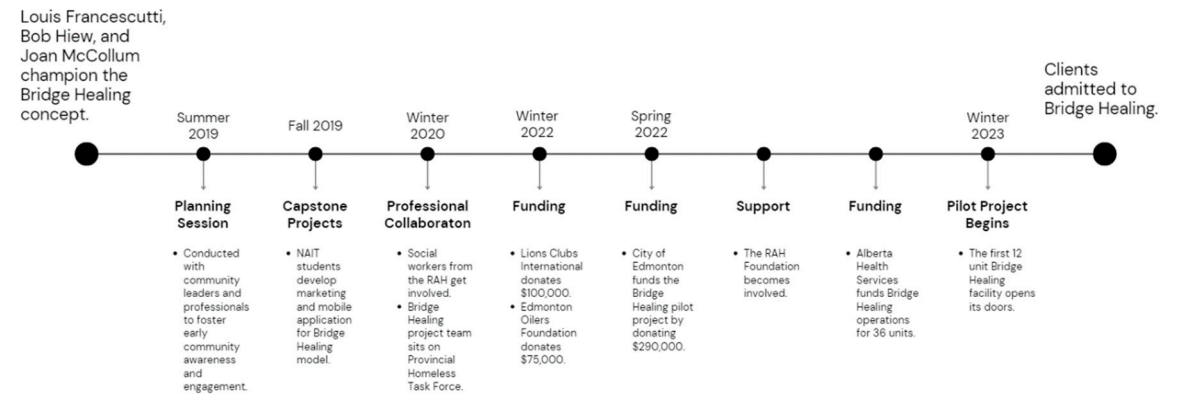 Louis Francescutti,
Bob Hiew, and
Joan McCollum
champion the
Bridge Healing
concept.
Summer
2019
Planning
Session
• Conducted
with
community
leaders and
professionals
to foster
early
community
awareness
and
engagement.
Fall 2019
Capstone
Projects
• NAIT
students
develop
marketing
and mobile
application
for Bridge
Healing
model.
Winter
2020
Professional
Collaboraton
• Social
workers from
the RAH get
involved.
• Bridge
Healing
project team
sits on
Provincial
Homeless
Task Force.
Winter
2022
Funding
• Lions Clubs
International
donates
$100,000.
• Edmonton
Oilers
Foundation
donates
$75,000.
Spring
2022
Funding
• City of
Edmonton
funds the
Bridge
Healing pilot
project by
donating
$290,000.
Support
• The RAH
Foundation
becomes
involved.
Funding
• Alberta
Health
Services
funds Bridge
Healing
operations
for 36 units.
Winter
2023
Pilot Project
Begins
• The first 12
unit Bridge
Healing
facility opens
its doors.
Clients
admitted to
Bridge Healing.